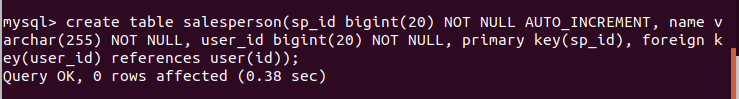 mysql> create table salesperson(sp_id bigint(20) NOT NULL AUTO_INCREMENT, name v
archar(255) NOT NULL, user_id bigint(20) NOT NULL, primary key(sp_id), foreign k
ey(user_id) references user(id));
Query OK, 0 rows affected (0.38 sec)